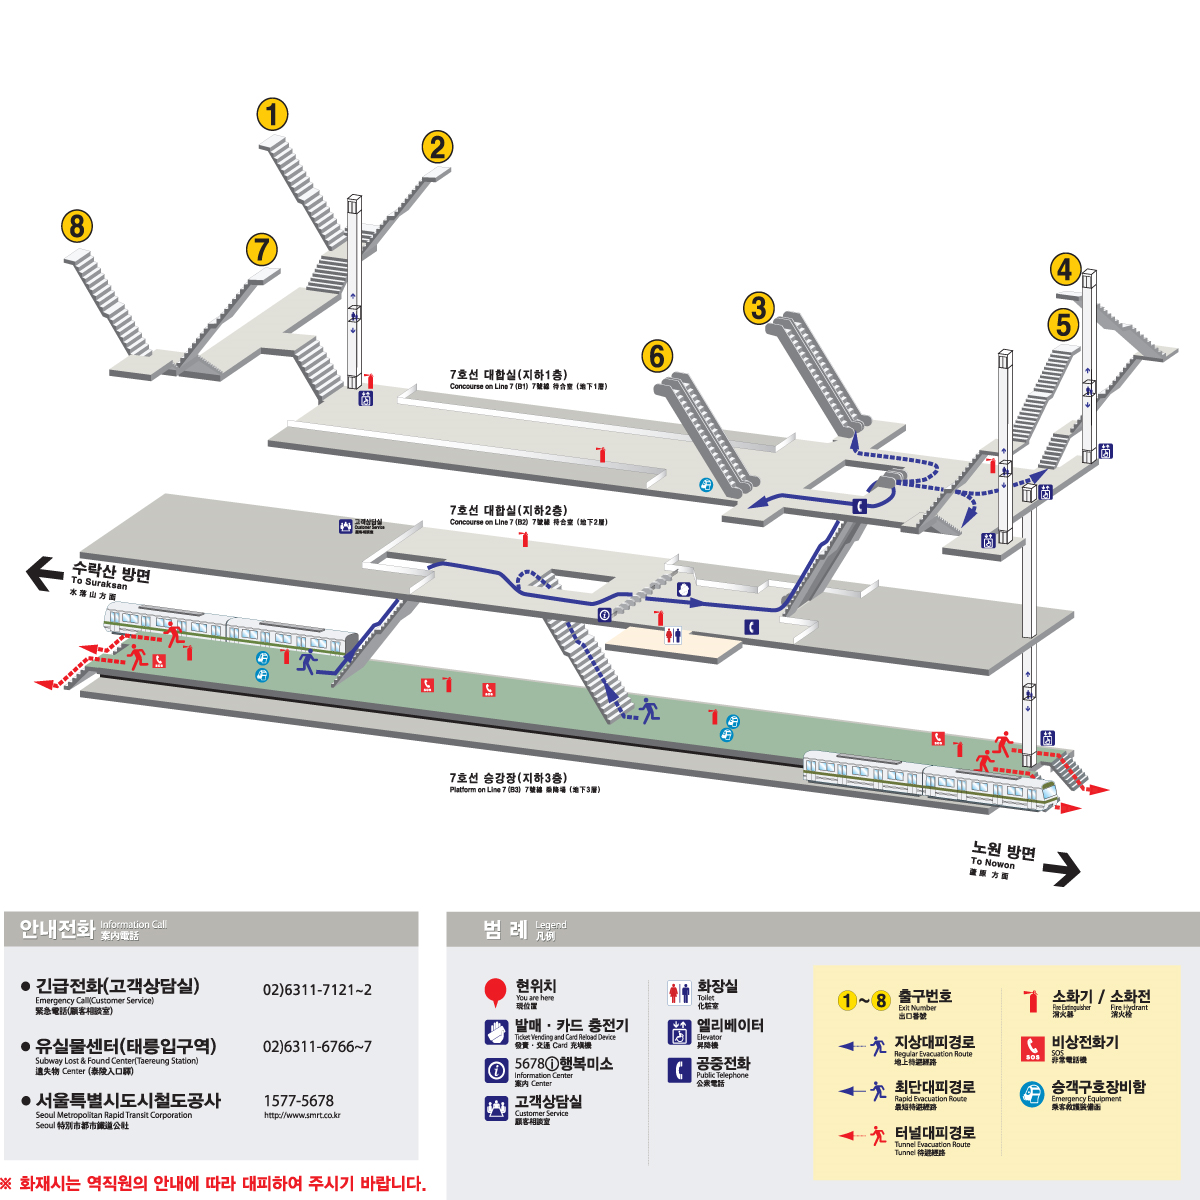 1
2
8
7
4
3
5
6
7호선 대합실(지하1층)
Concourse on Line 7 (B1) 7號線 待合室 (地下1層)
7호선 대합실(지하2층)
Concourse on Line 7 (B2) 7號線 待合室 (地下2層)
고객상담실
Customer Service
수락산 방면
To Suraksan
水落山方面
SOS
SOS
SOS
SOS
7호선 승강장(지하3층)
Platform on Line 7 (B3) 7號線 乘降場 (地下3層)
노원 방면
To Nowon
蘆原 方面
안내전화 Information Call
案內電話
긴급전화(고객상담실) 02)6311-7121~2
Emergency Call(Customer Service)
緊急電話(顧客相談室)
유실물센터(태릉입구역) 02)6311-6766~7
Subway Lost & Found Center(Taereung Station)
遺失物 Center (泰陵入口驛)
서울특별시도시철도공사 1577-5678
Seoul Metropolitan Rapid Transit Corporation http://www.smrt.co.kr
Seoul 特別市都市鐵道公社
※ 화재시는 역직원의 안내에 따라 대피하여 주시기 바랍니다.
범 례 Legend
凡例
현위치
You are here
現位置
발매 · 카드 충전기
Ticket Vending and Card Reload Device
發賣 · 交通 Card 充塡機
5678ⓘ행복미소
Information Center
案內 Center
고객상담실
Customer Service
顧客相談室
화장실
Toilet
化粧室
엘리베이터
Elevator
昇降機
공중전화
Public Telephone
公衆電話
1~8 출구번호
Exit Number
出口番號
지상대피경로
Regular Evacuation Route
地上待避經路
최단대피경로
Rapid Evacuation Route
最短待避經路
터널대피경로
Tunnel Evacuation Route
Tunnel 待避經路
소화기 / 소화전
Fire Extinguisher Fire Hydrant
消火器 消火栓
SOS
비상전화기
SOS
非常電話機
승객구호장비함
Emergency Equipment
乘客救護裝備函